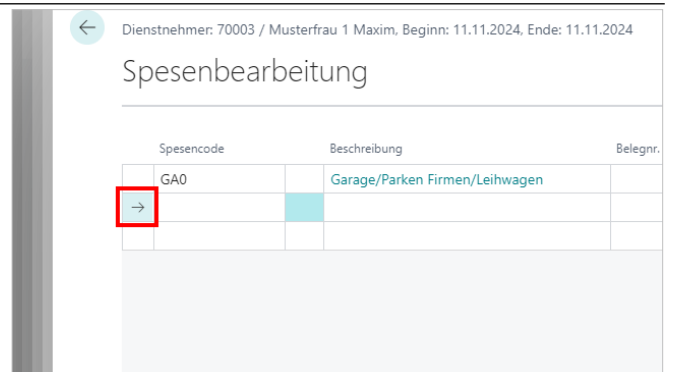 Dienstnehmer: 70003 / Musterfrau 1 Maxim, Beginn: 11.11.2024, Ende: 11.11.2024
Spesenbearbeitung
Spesencode Beschreibung Belegnr.
GA0 Garage/Parken Firmen/Leihwagen